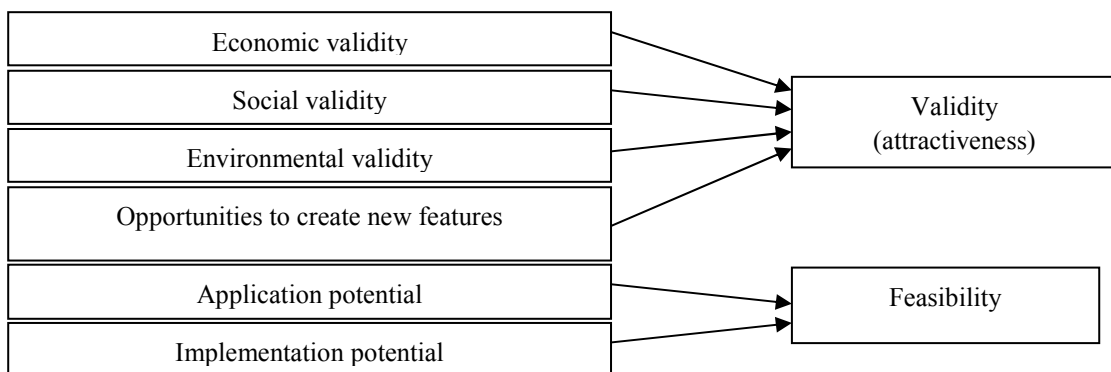 Economic validity
Social validity
Environmental validity
Opportunities to create new features
Application potential
Implementation potential
Validity
(attractiveness)
Feasibility